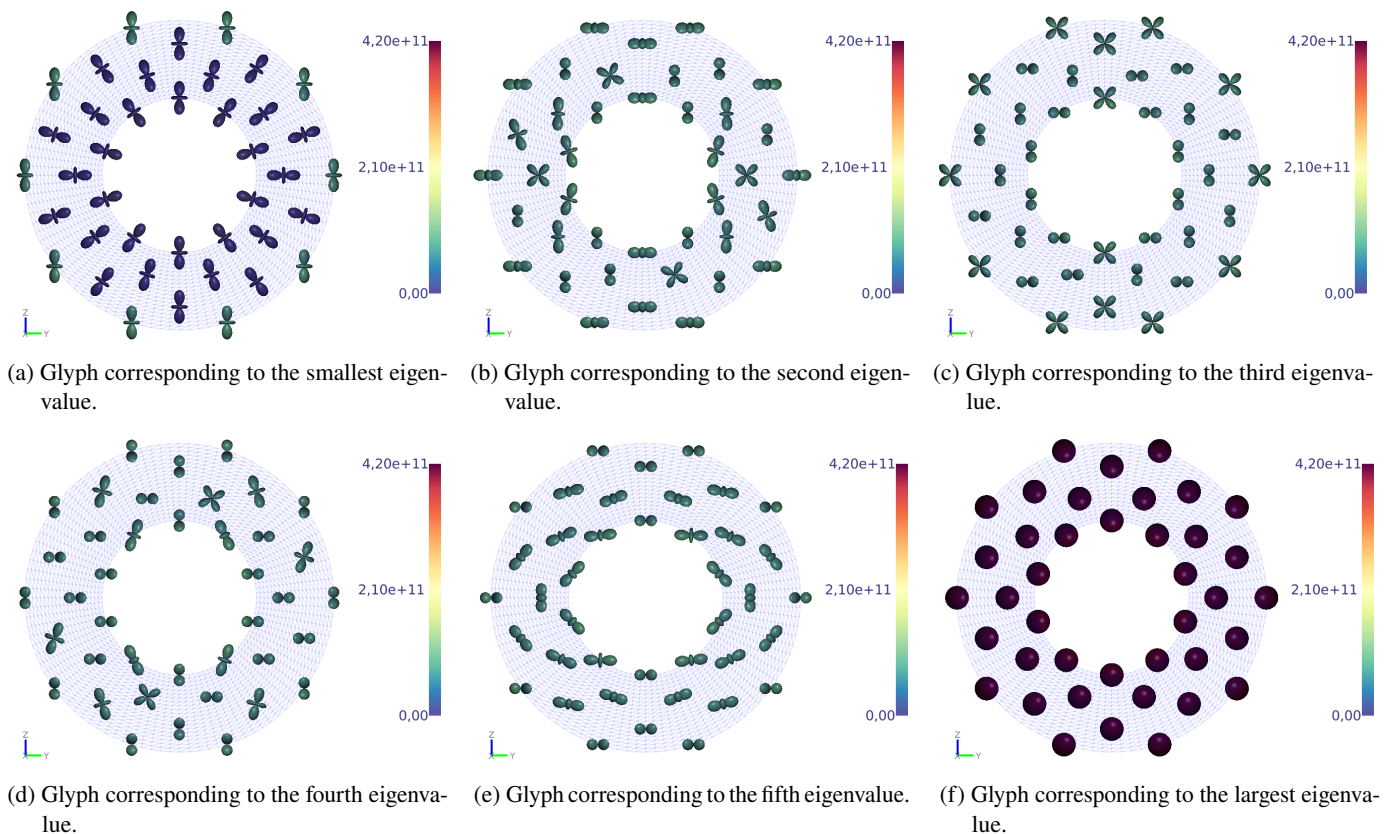 4,20e+11
2,10e+11
0,00
Z
X Y
4,20e+11
2,10e+11
0,00
Z
X Y
4,20e+11
2,10e+11
0,00
Z
X Y
(a) Glyph corresponding to the smallest eigen-
value.
(b) Glyph corresponding to the second eigen-
value.
(c) Glyph corresponding to the third eigenva-
lue.
4,20e+11
2,10e+11
0,00
Z
X Y
4,20e+11
2,10e+11
0,00
Z
X Y
4,20e+11
2,10e+11
0,00
Z
X Y
(d) Glyph corresponding to the fourth eigenva-
lue.
(e) Glyph corresponding to the fifth eigenvalue.
(f) Glyph corresponding to the largest eigenva-
lue.